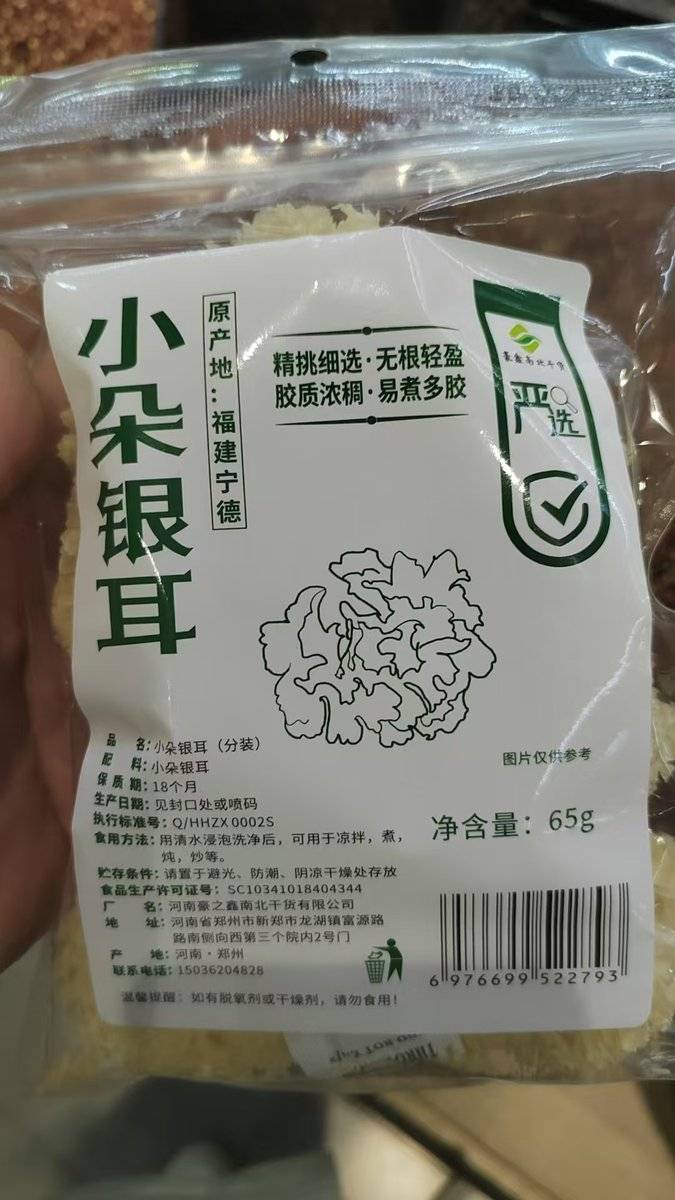 小朵银耳
原产地：福建宁德
精挑细选·无根轻盈
胶质浓稠·易煮多胶
豪鑫南北干货
严选
图片仅供参考
净含量：65g
品 名：小朵银耳（分装）
配 料：小朵银耳
保 质 期：18个月
生产日期：见封口处或喷码
执行标准号：Q/HHZX 0002S
食用方法：用清水浸泡洗净后，可用于凉拌，煮，
炖，炒等。
贮存条件：请置于避光、防潮、阴凉干燥处存放
食品生产许可证号：SC10341018404344
厂 名：河南豪之鑫南北干货有限公司
地 址：河南省郑州市新郑市龙湖镇富源路
路南侧向西第三个院内2号门
产 地：河南·郑州
联系电话：15036204828
温馨提醒：如有脱氧剂或干燥剂，请勿食用！
6 976699 522793